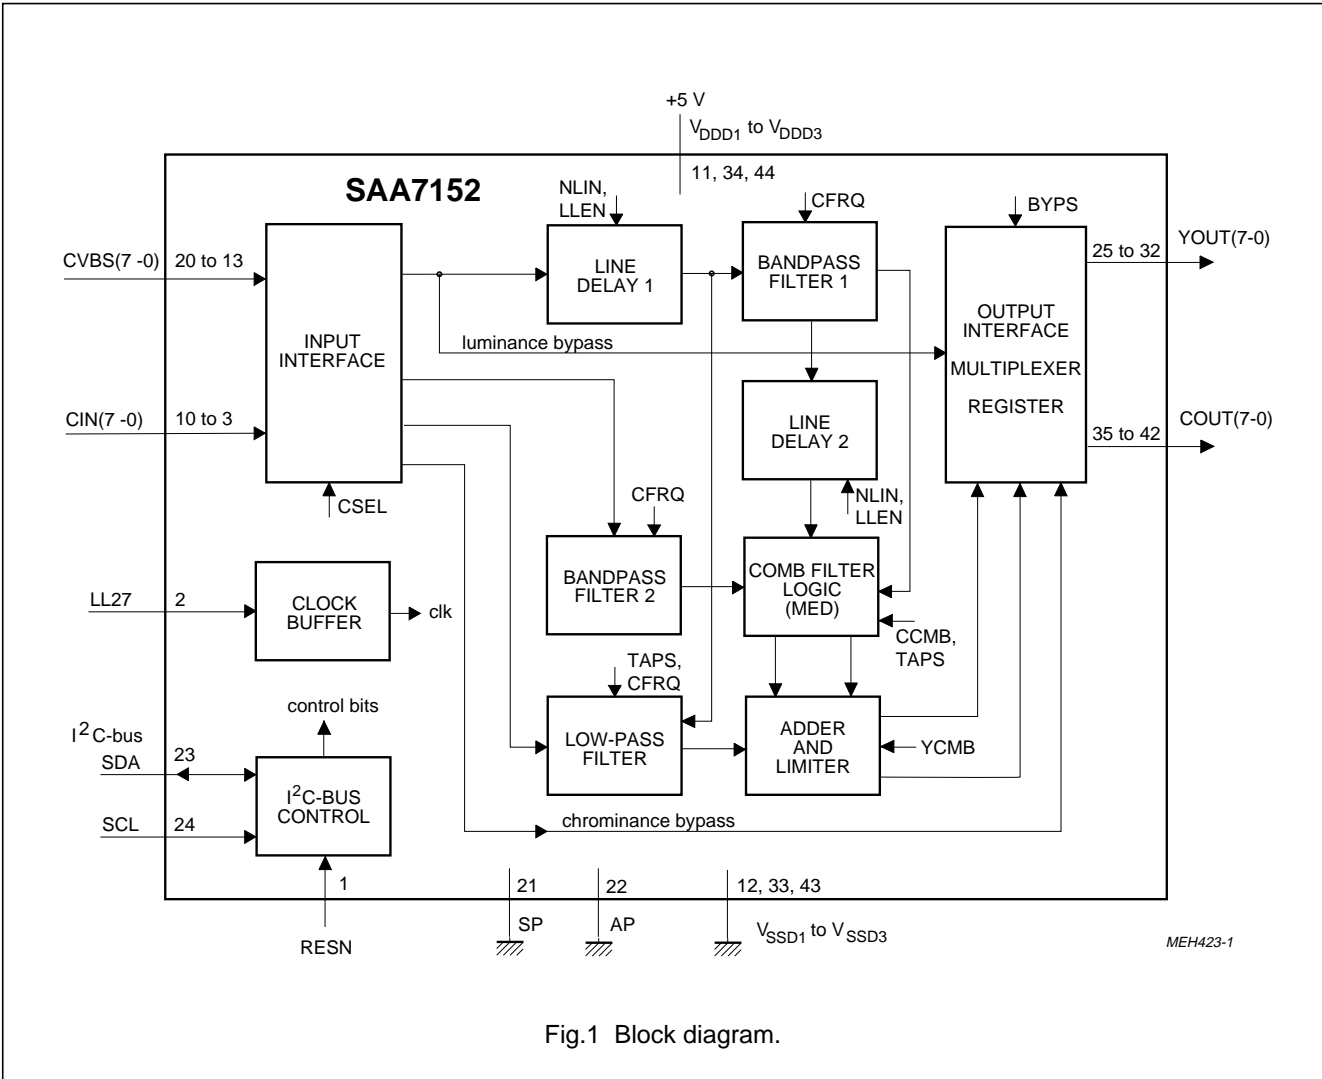 +5 V
VDDD1 to VDDD3
11, 34, 44
SAA7152
NLIN,
LLEN
CFRQ
BYPS
CVBS(7 -0)
20 to 13
INPUT
INTERFACE
LINE
DELAY 1
BANDPASS
FILTER 1
OUTPUT
INTERFACE
MULTIPLEXER
REGISTER
25 to 32
YOUT(7-0)
luminance bypass
CIN(7 -0)
10 to 3
LINE
DELAY 2
35 to 42
COUT(7-0)
CSEL
CFRQ
NLIN,
LLEN
LL27
2
CLOCK
BUFFER
clk
BANDPASS
FILTER 2
COMB FILTER
LOGIC
(MED)
CCMB,
TAPS
TAPS,
CFRQ
control bits
I2C-bus
SDA
23
SCL
24
I2C-BUS
CONTROL
LOW-PASS
FILTER
ADDER
AND
LIMITER
YCMB
chrominance bypass
1
RESN
21
SP
22
AP
12, 33, 43
VSSD1 to VSSD3
MEH423-1
Fig.1 Block diagram.